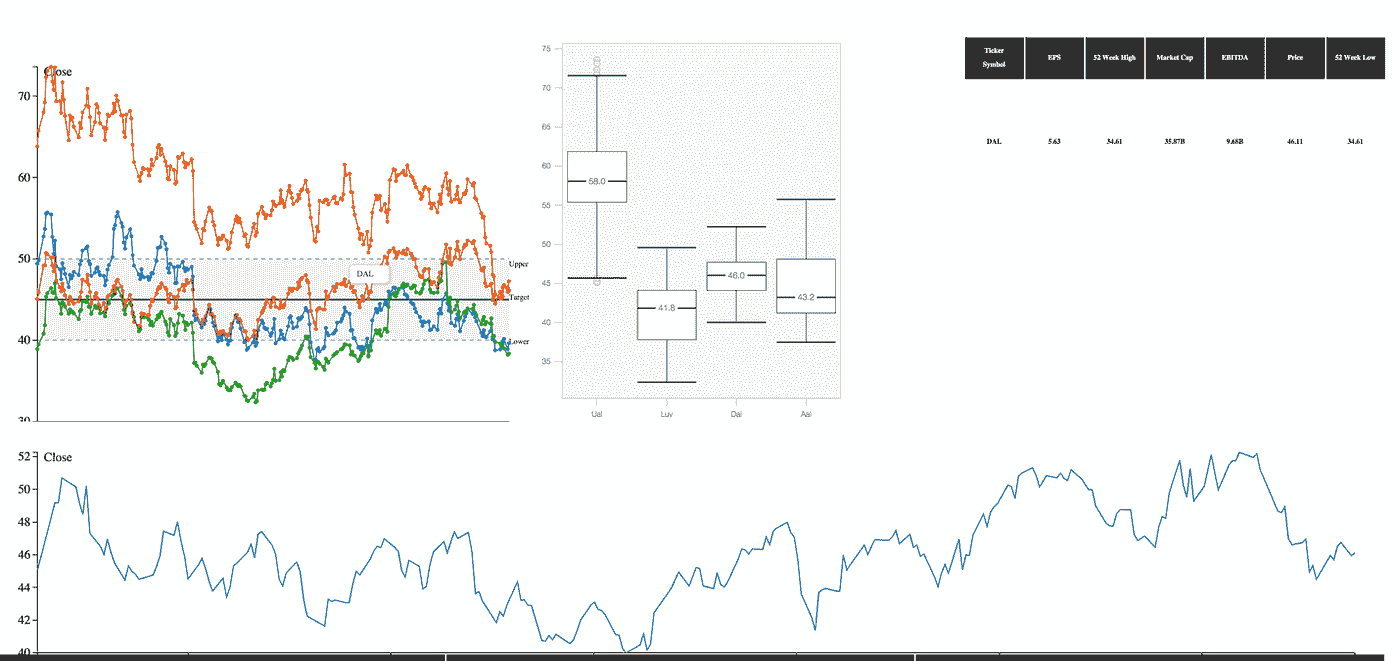 Close
70
60
50
40
30
Upper
Target
Lower
DAL
75
70
65
60
55
50
45
40
35
58.0
41.8
46.0
43.2
Ual
Luv
Dal
Aal
Ticker Symbol EPS 52 Week High Market Cap EBITDA Price 52 Week Low
DAL 5.63 34.61 35.87B 9.68B 46.11 34.61
Close
52
50
48
46
44
42
40